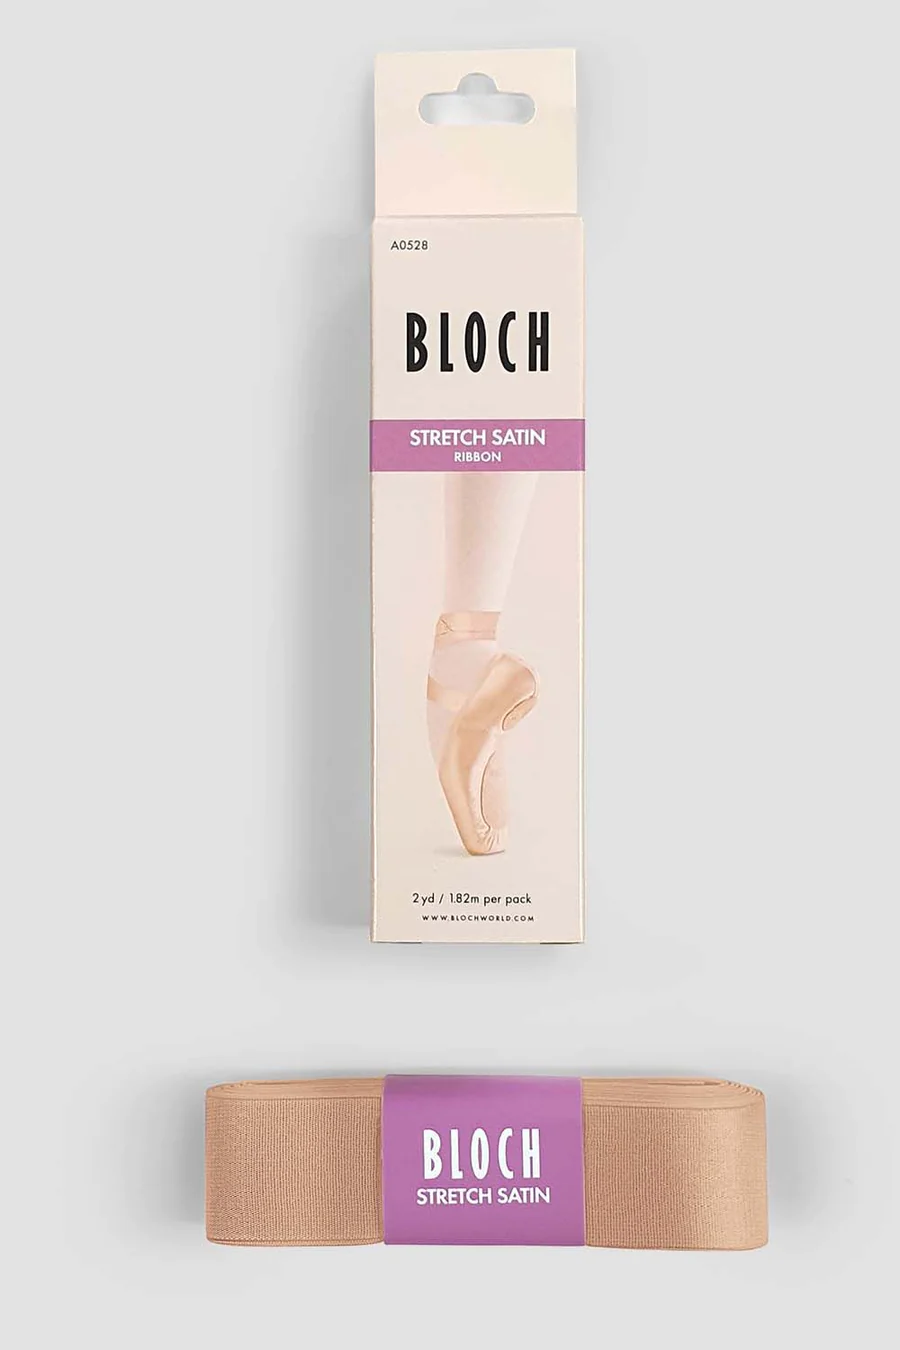 A0528
BLOCH
STRETCH SATIN
RIBBON
2 yd / 1.82m per pack
WWW.BLOCHWORLD.COM
BLOCH
STRETCH SATIN